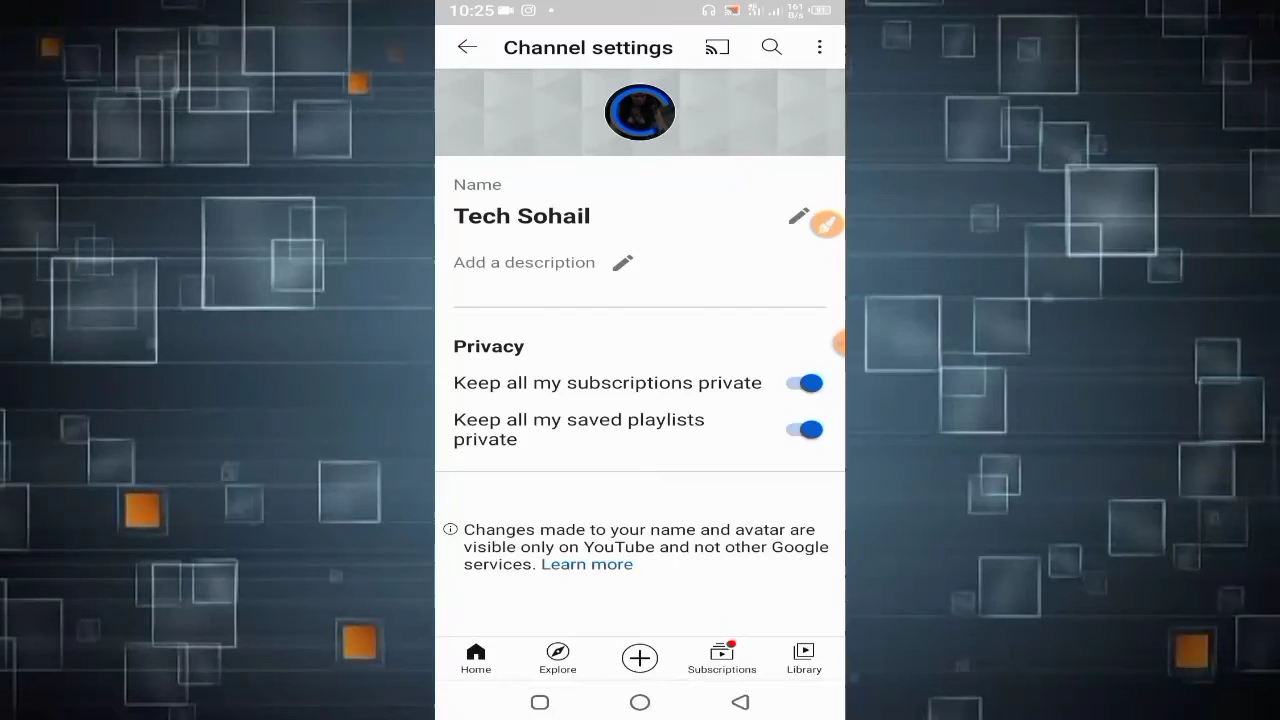 10:25
161
B/s
Channel settings
Name
Tech Sohail
Add a description
Privacy
Keep all my subscriptions private
Keep all my saved playlists
private
Changes made to your name and avatar are
visible only on YouTube and not other Google
services. Learn more
Home
Explore
Subscriptions
Library